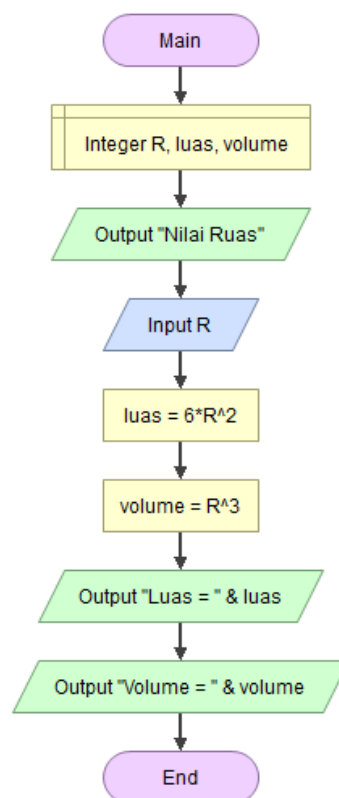 Main
Integer R, luas, volume
Output "Nilai Ruas"
Input R
luas = 6*R^2
volume = R^3
Output "Luas = " & luas
Output "Volume = " & volume
End